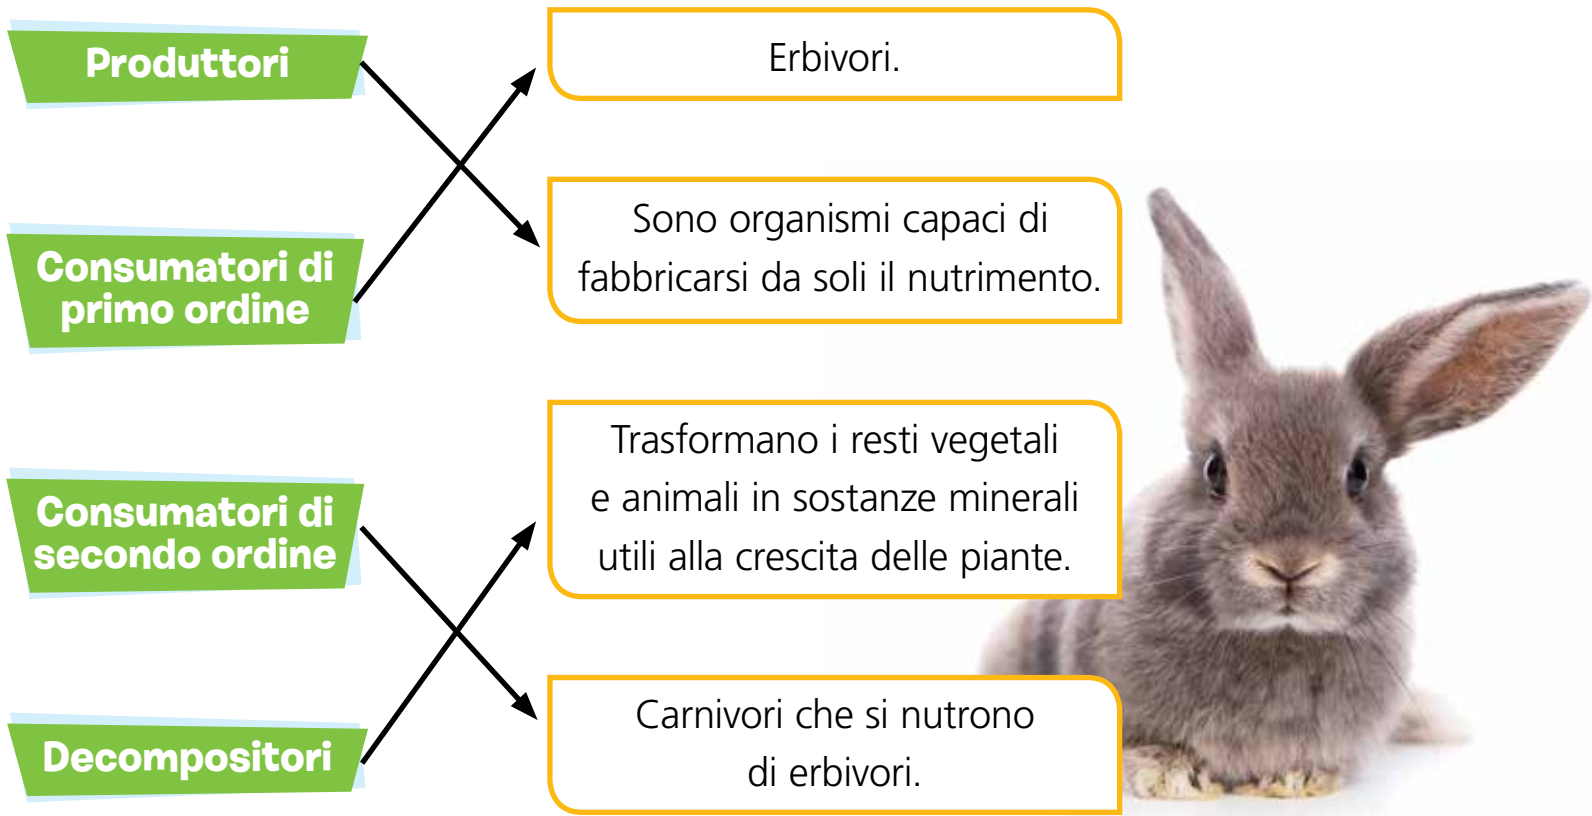 Produttori
Erbivori.
Consumatori di
primo ordine
Sono organismi capaci di
fabbricarsi da soli il nutrimento.
Consumatori di
secondo ordine
Trasformano i resti vegetali
e animali in sostanze minerali
utili alla crescita delle piante.
Decompositori
Carnivori che si nutrono
di erbivori.